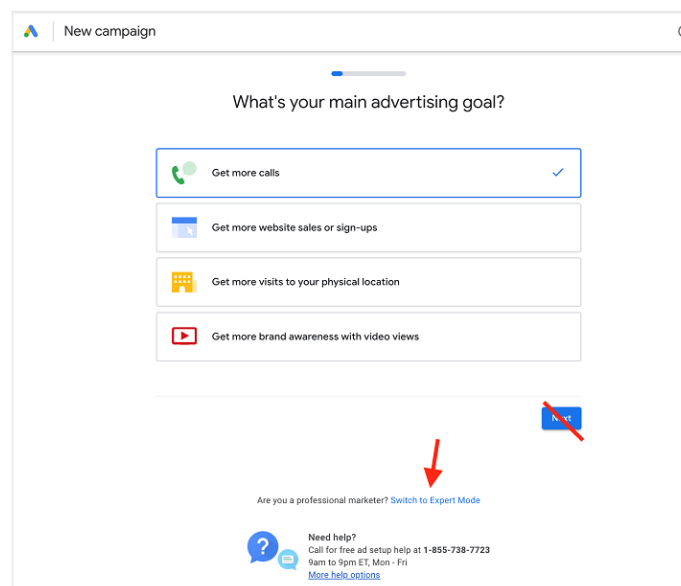 New campaign
What's your main advertising goal?
Get more calls
Get more website sales or sign-ups
Get more visits to your physical location
Get more brand awareness with video views
Next
Are you a professional marketer? Switch to Expert Mode
Need help?
Call for free ad setup help at 1-855-738-7723
9am to 9pm ET, Mon - Fri
More help options